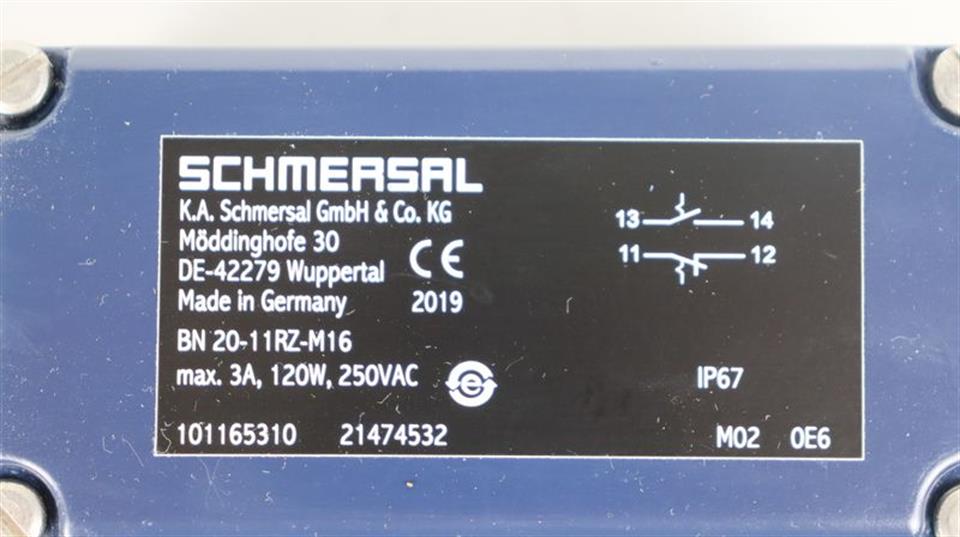 SCHMERSAL
K.A. Schmersal GmbH & Co. KG
Möddinghofe 30
DE-42279 Wuppertal
CE
Made in Germany 2019
BN 20-11RZ-M16
max. 3A, 120W, 250VAC e
101165310 21474532
13 14
11 12
IP67
M02 0E6